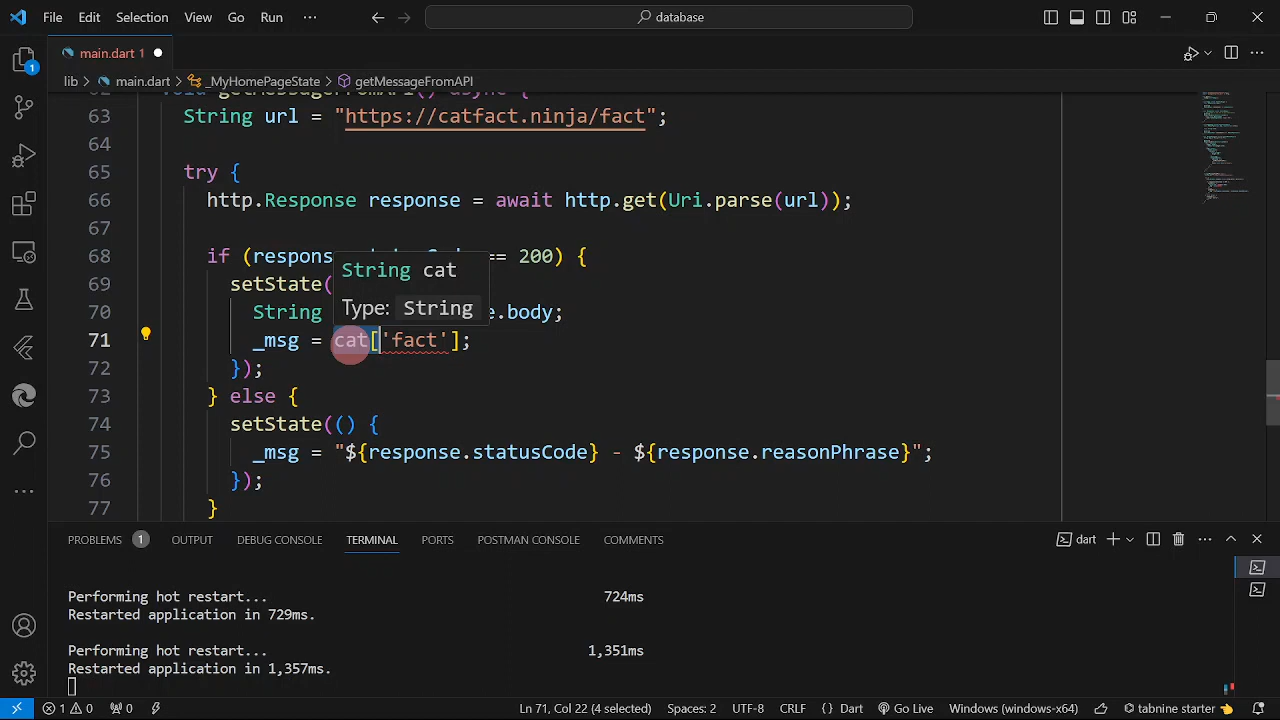 File Edit Selection View Go Run ··· database
main.dart 1
lib > main.dart > _MyHomePageState > getMessageFromAPI
63 String url = "https://catfact.ninja/fact";
64
65 try {
66 http.Response response = await http.get(Uri.parse(url));
67
68 if (respons == 200) {
String cat
69 setState(
Type: String
70 String .body;
71 _msg = cat['fact'];
72 });
73 } else {
74 setState(() {
75 _msg = "${response.statusCode} - ${response.reasonPhrase}";
76 });
77 }
PROBLEMS 1 OUTPUT DEBUG CONSOLE TERMINAL PORTS POSTMAN CONSOLE COMMENTS dart
Performing hot restart... 724ms
Restarted application in 729ms.
Performing hot restart... 1,351ms
Restarted application in 1,357ms.
1 0 0 Ln 71, Col 22 (4 selected) Spaces: 2 UTF-8 CRLF {} Dart Go Live Windows (windows-x64) tabnine starter
1